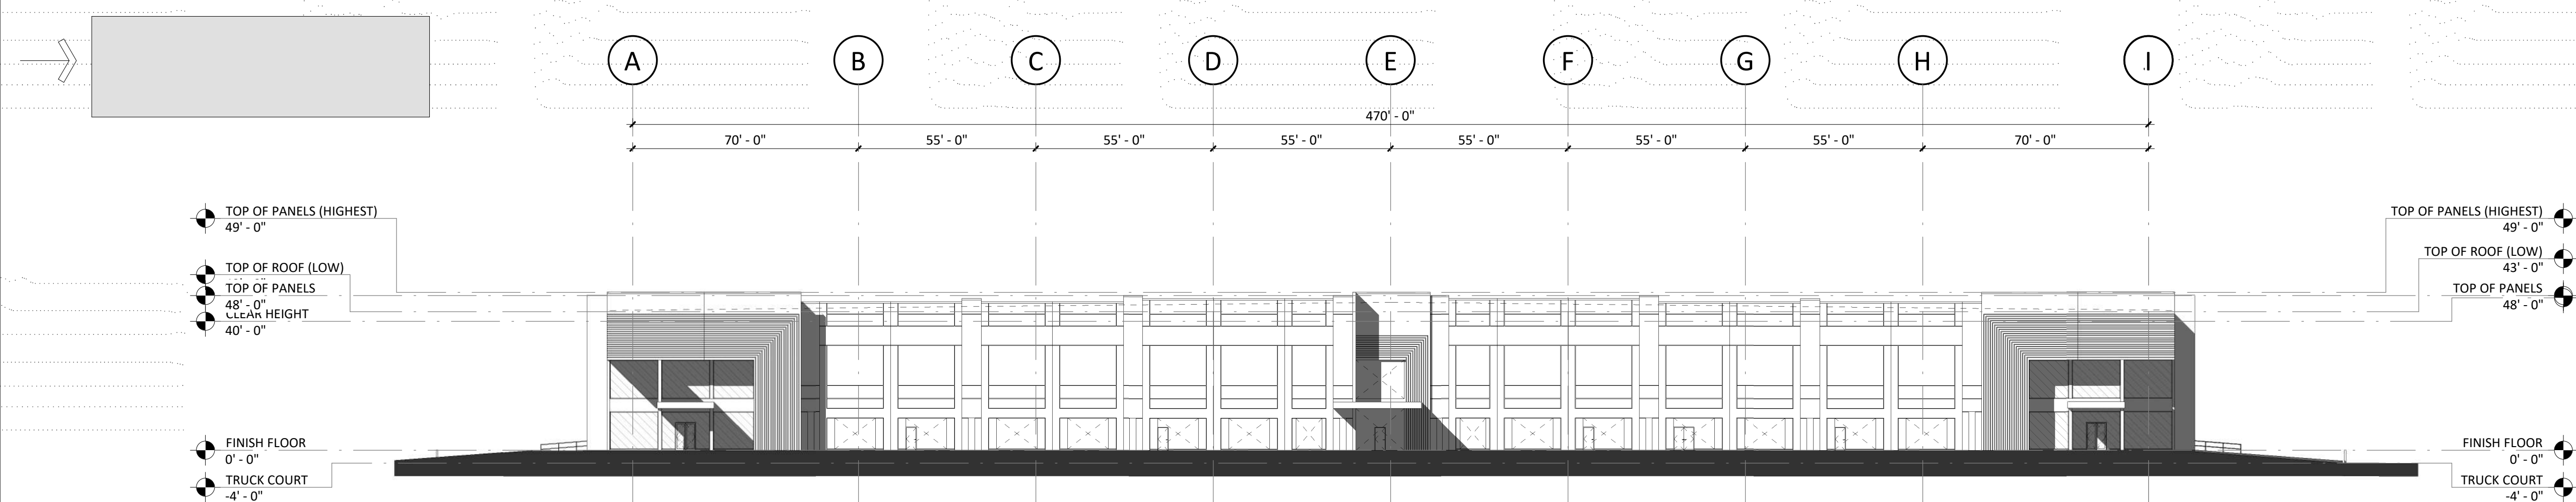 A B C D E F G H I
470' - 0"
70' - 0" 55' - 0" 55' - 0" 55' - 0" 55' - 0" 55' - 0" 55' - 0" 70' - 0"
TOP OF PANELS (HIGHEST)
49' - 0"
TOP OF ROOF (LOW)
TOP OF PANELS
48' - 0"
CLEAR HEIGHT
40' - 0"
FINISH FLOOR
0' - 0"
TRUCK COURT
-4' - 0"
TOP OF PANELS (HIGHEST)
49' - 0"
TOP OF ROOF (LOW)
43' - 0"
TOP OF PANELS
48' - 0"
FINISH FLOOR
0' - 0"
TRUCK COURT
-4' - 0"